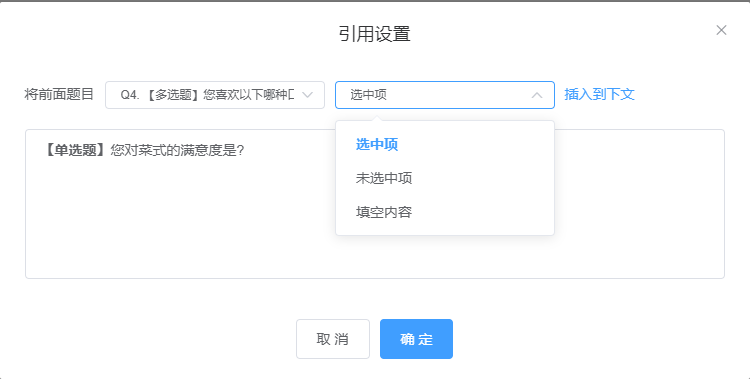 引用设置
将前面题目 Q4. 【多选题】您喜欢以下哪种 选中项 插入到下文
【单选题】您对菜式的满意度是?
选中项
未选中项
填空内容
取 消 确 定